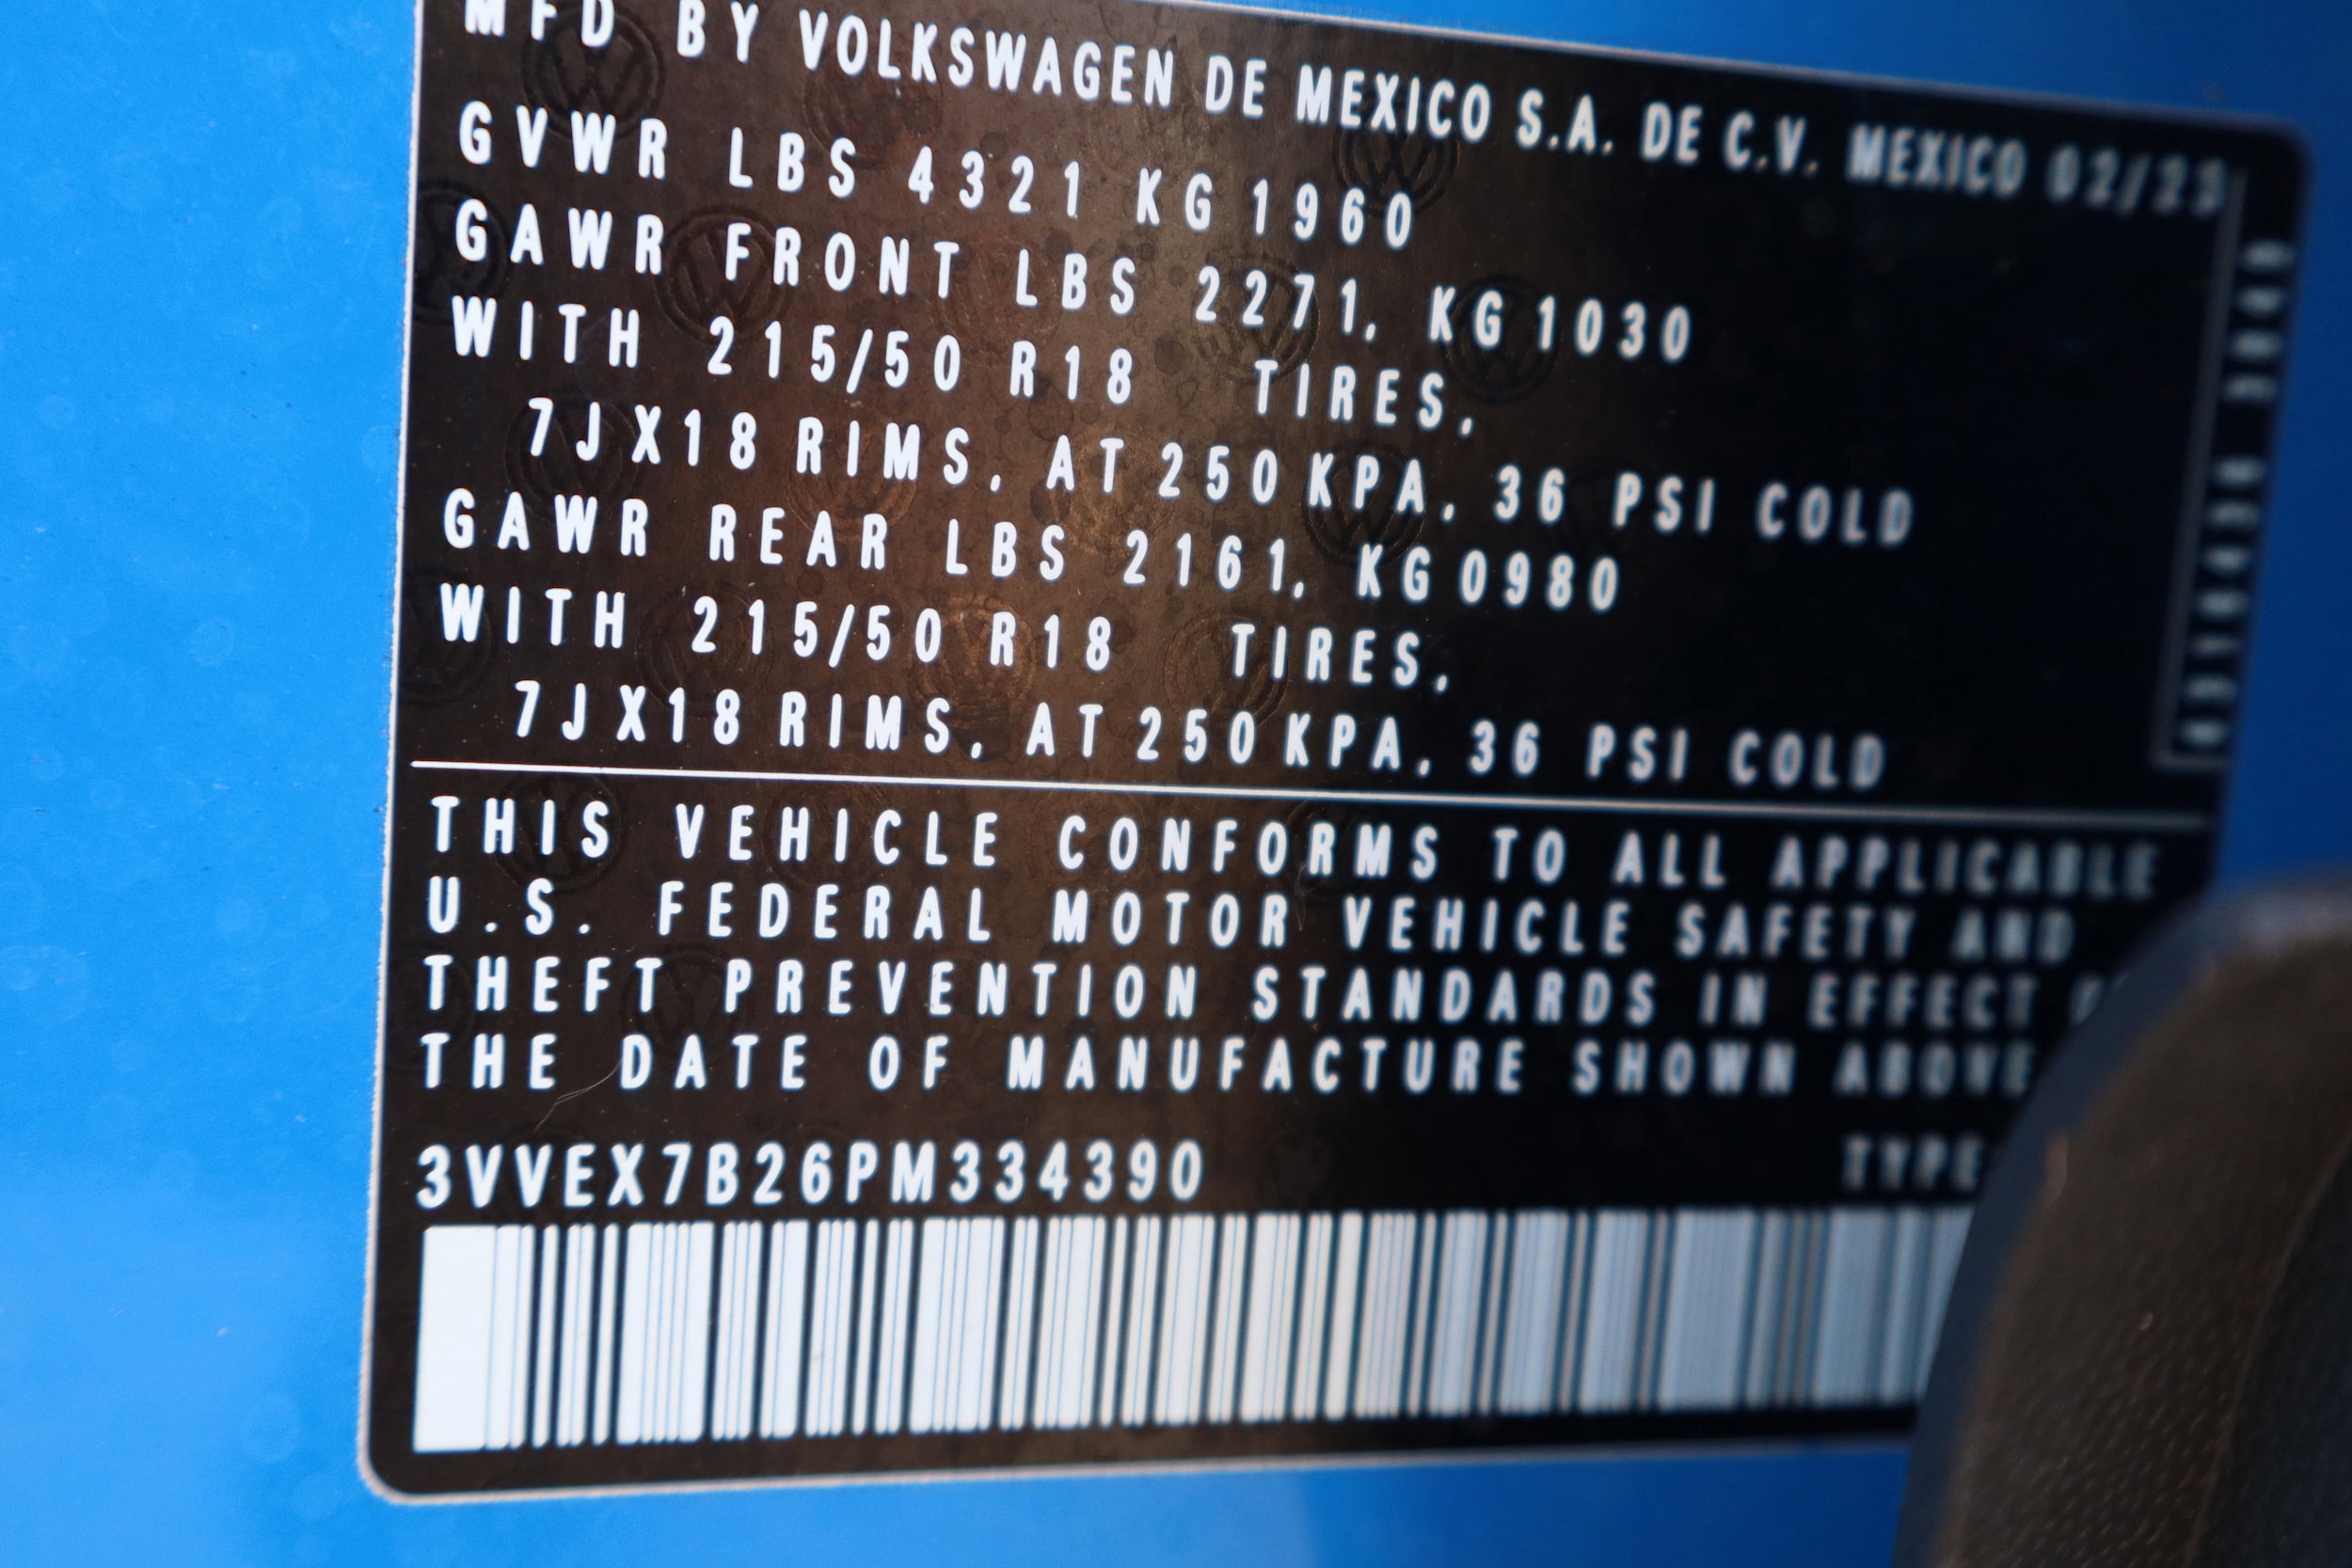 MFD BY VOLKSWAGEN DE MEXICO S.A. DE C.V. MEXICO 02/23
GVWR LBS 4321 KG 1960
GAWR FRONT LBS 2271, KG 1030
WITH 215/50 R18 TIRES,
7JX18 RIMS, AT 250 KPA, 36 PSI COLD
GAWR REAR LBS 2161, KG 0980
WITH 215/50 R18 TIRES,
7JX18 RIMS, AT 250 KPA, 36 PSI COLD
THIS VEHICLE CONFORMS TO ALL APPLICABLE
U.S. FEDERAL MOTOR VEHICLE SAFETY AND
THEFT PREVENTION STANDARDS IN EFFECT
THE DATE OF MANUFACTURE SHOWN ABOVE
3VVEX7B26PM334390
TYPE